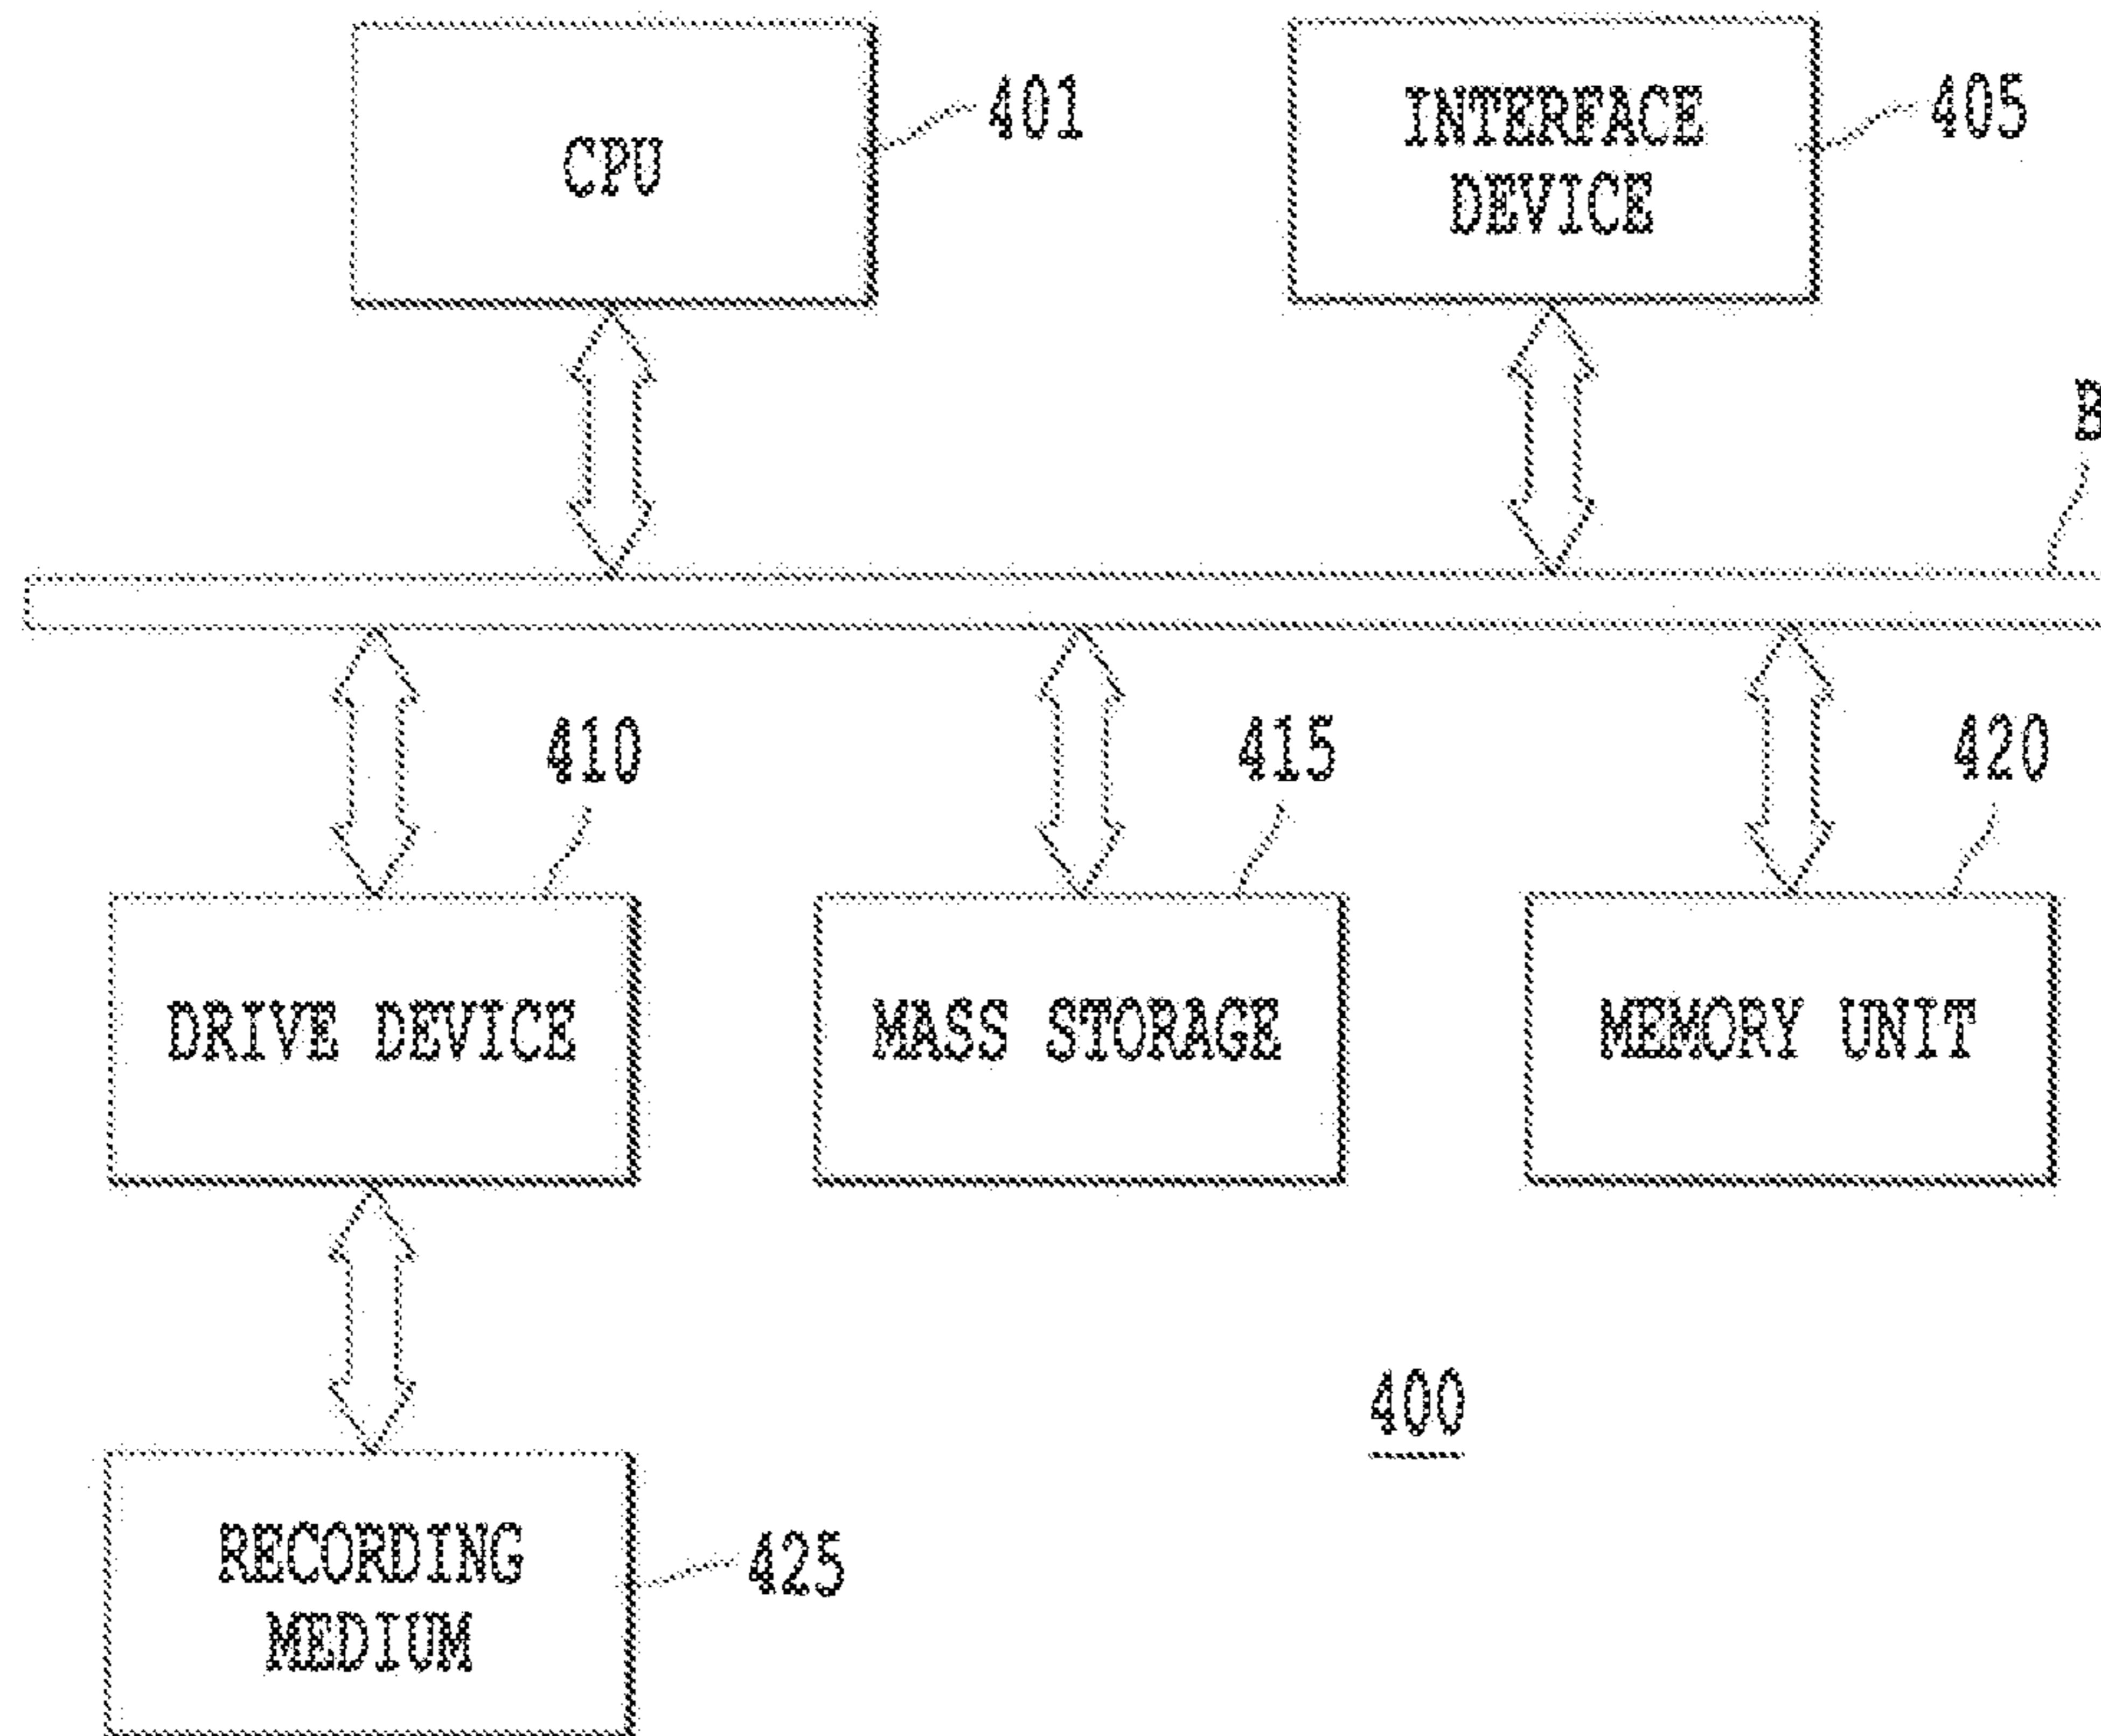 CPU
401
INTERFACE
DEVICE
405
B
410
415
420
DRIVE DEVICE
MASS STORAGE
MEMORY UNIT
400
RECORDING
MEDIUM
425